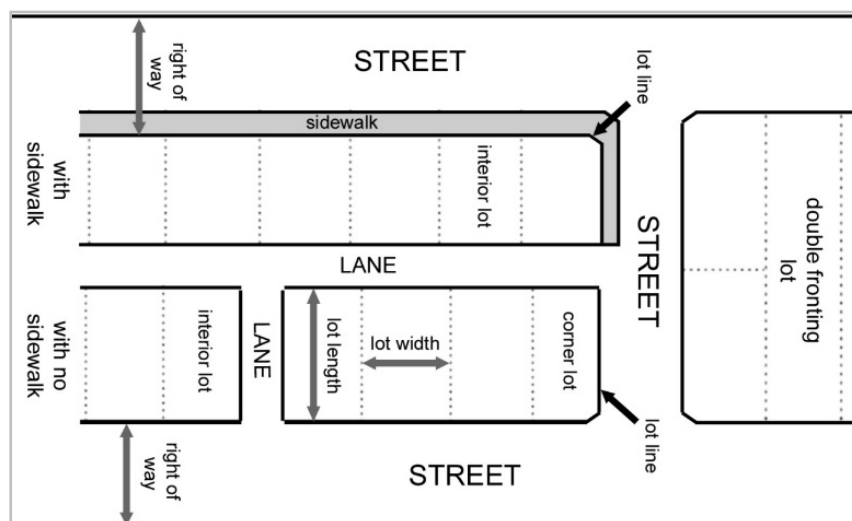 right of
way
STREET
lot line
sidewalk
with
sidewalk
interior lot
STREET
double fronting
lot
LANE
with no
sidewalk
interior lot
LANE
lot length
lot width
corner lot
lot line
right of
way
STREET